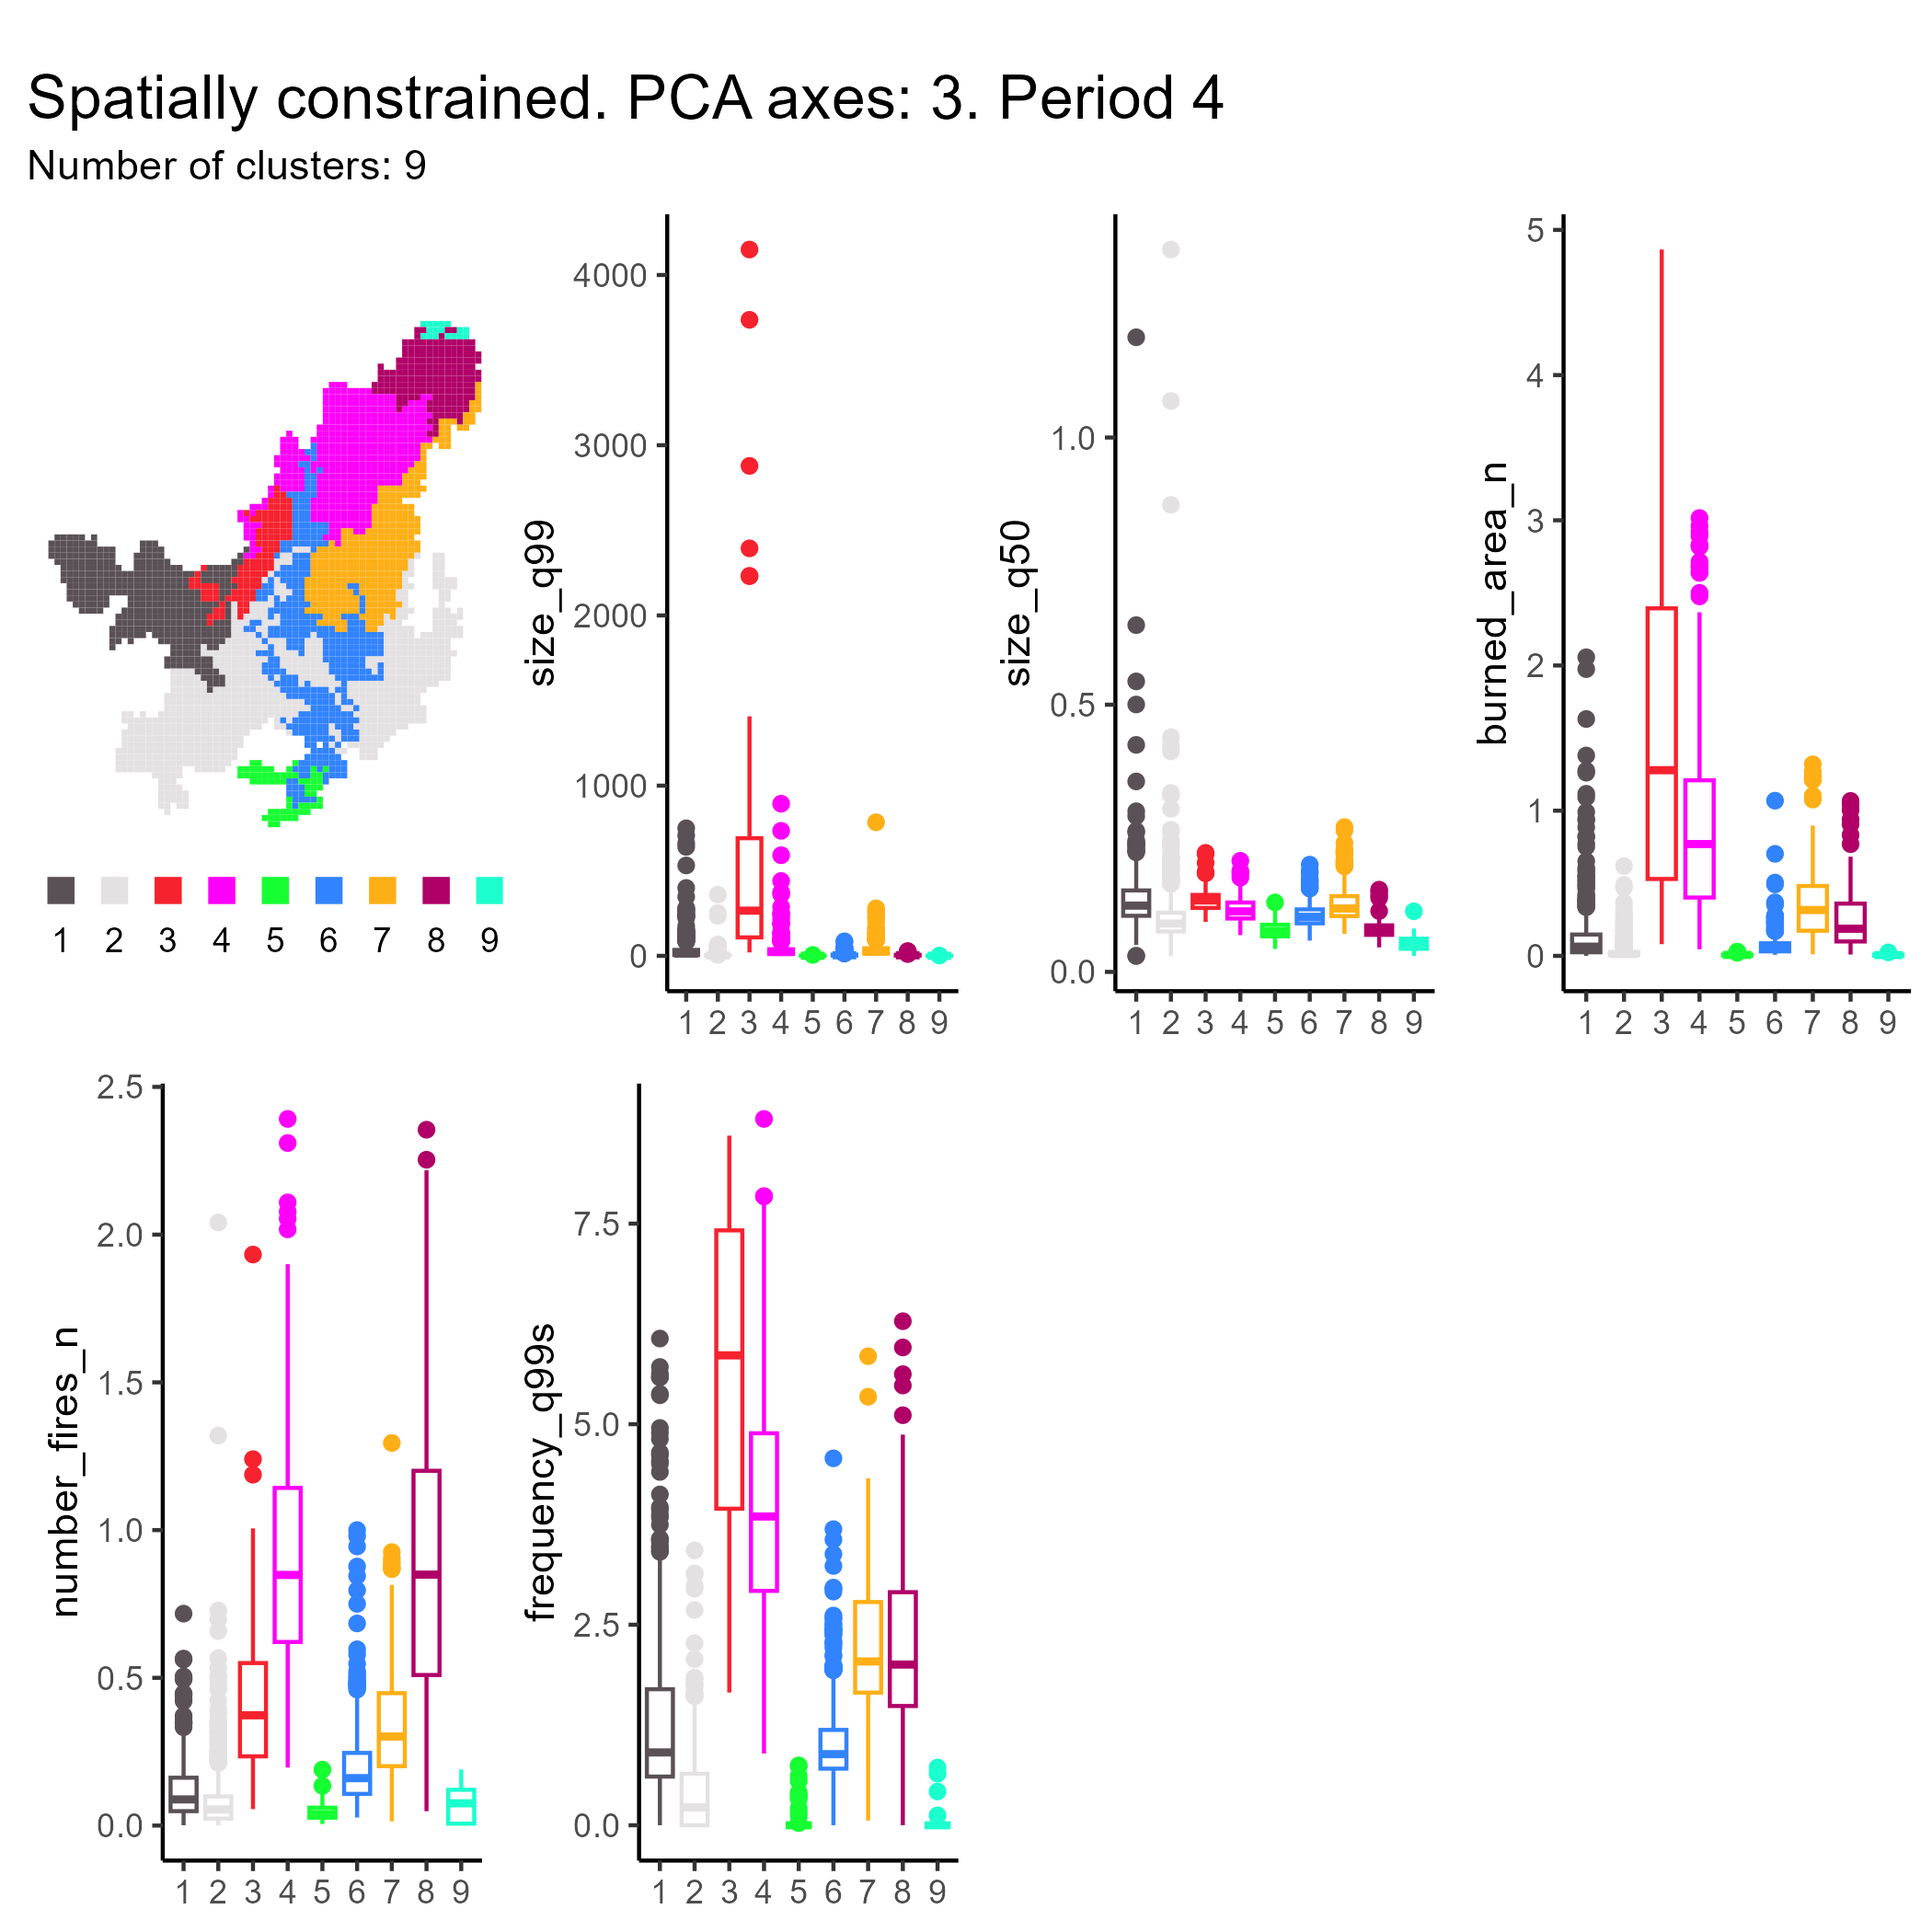 Spatially constrained. PCA axes: 3. Period 4
Number of clusters: 9
1 2 3 4 5 6 7 8 9
size_q99
4000
3000
2000
1000
0
1 2 3 4 5 6 7 8 9
size_q50
1.0
0.5
0.0
1 2 3 4 5 6 7 8 9
burned_area_n
5
4
3
2
1
0
1 2 3 4 5 6 7 8 9
number_fires_n
2.5
2.0
1.5
1.0
0.5
0.0
1 2 3 4 5 6 7 8 9
frequency_q99s
7.5
5.0
2.5
0.0
1 2 3 4 5 6 7 8 9